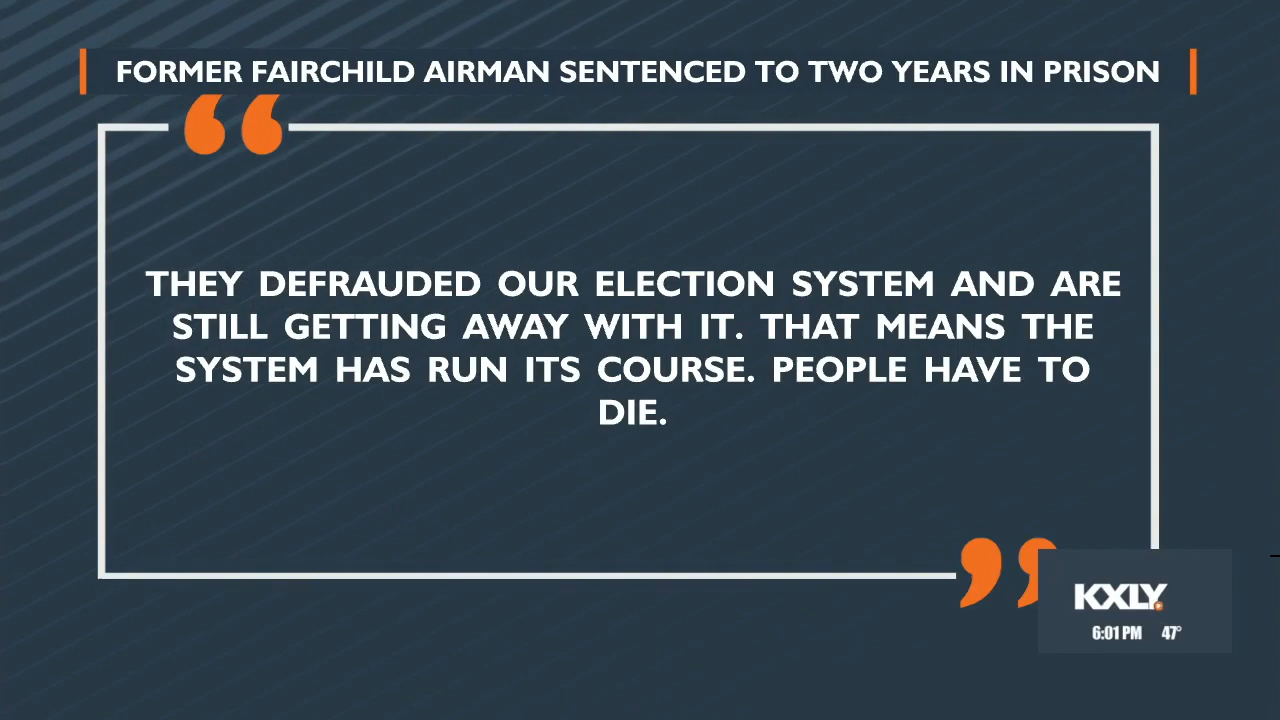 FORMER FAIRCHILD AIRMAN SENTENCED TO TWO YEARS IN PRISON
“
THEY DEFRAUDED OUR ELECTION SYSTEM AND ARE
STILL GETTING AWAY WITH IT. THAT MEANS THE
SYSTEM HAS RUN ITS COURSE. PEOPLE HAVE TO
DIE.
”
KXLY
6:01 PM 47°